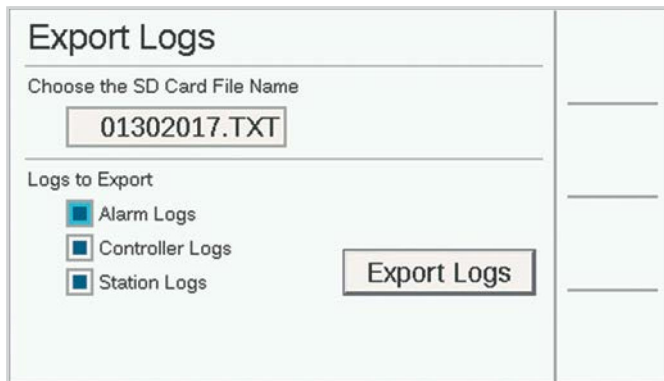 Export Logs
Choose the SD Card File Name
01302017.TXT
Logs to Export
Alarm Logs
Controller Logs
Station Logs
Export Logs